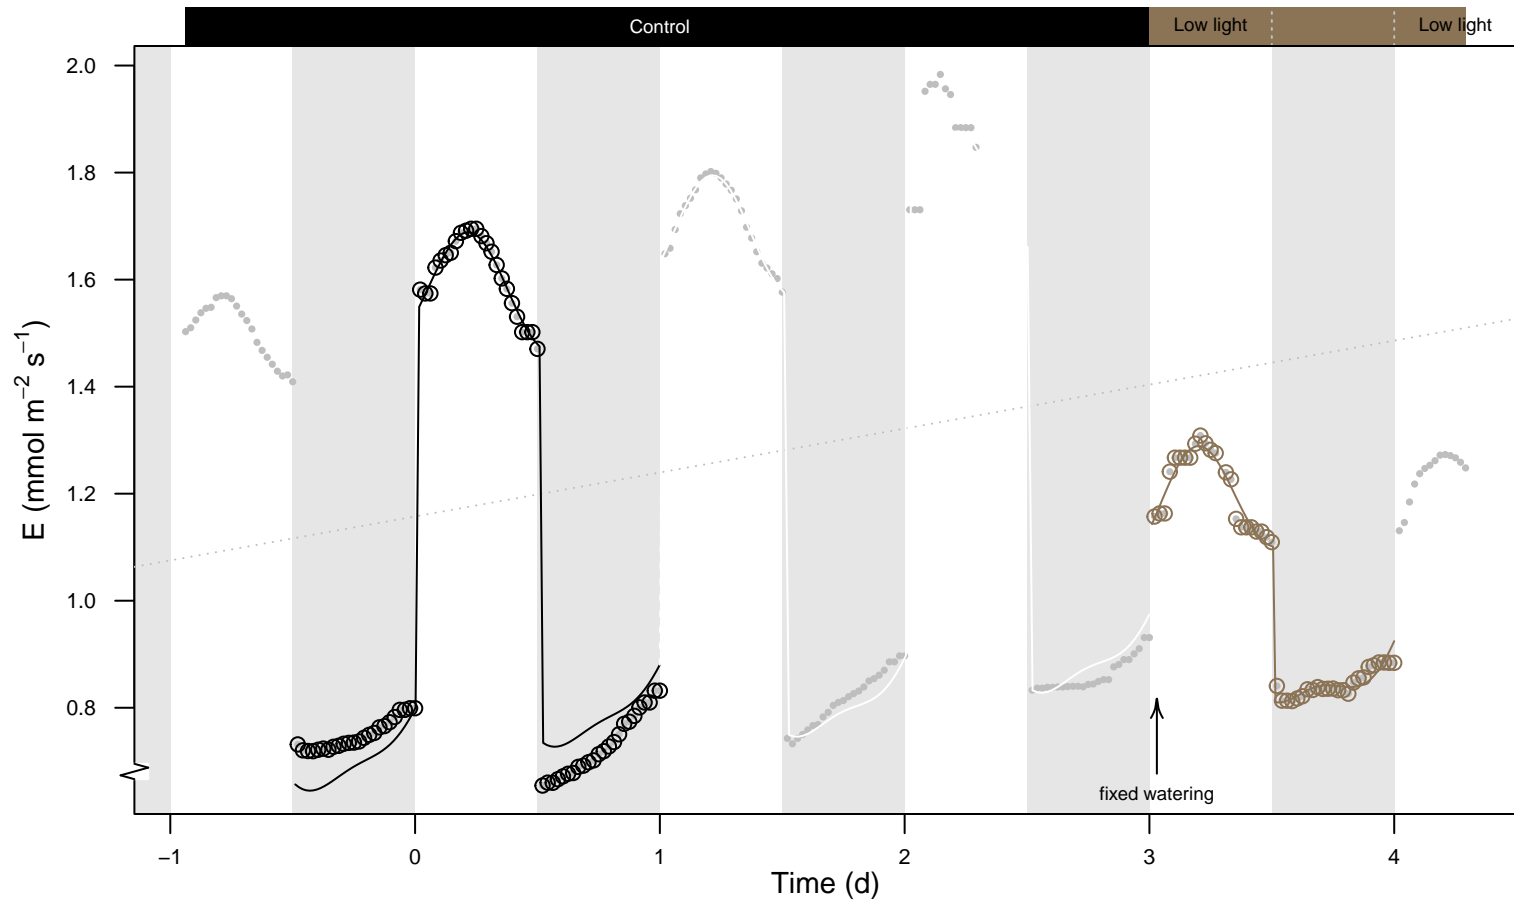 Control
Low light
Low light
2.0
1.8
1.6
1.4
1.2
1.0
0.8
E (mmol m⁻² s⁻¹)
fixed watering
−1
0
1
2
3
4
Time (d)